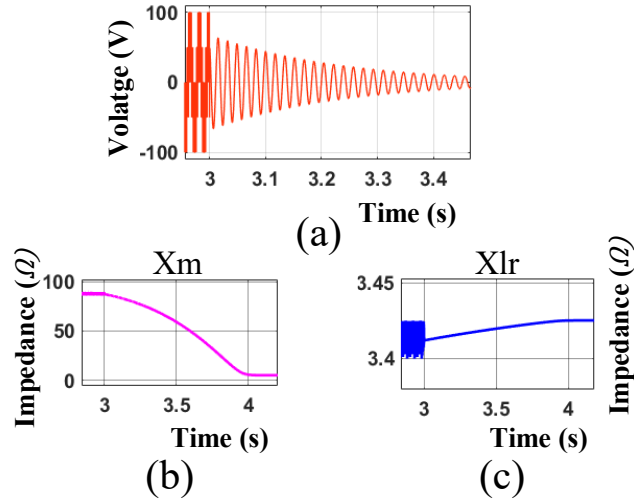 Volatge (V)
100
0
-100
3
3.1
3.2
3.3
3.4
Time (s)
(a)
Xm
Impedance (Ω)
100
50
0
3
3.5
4
Time (s)
(b)
Xlr
3.45
3.4
3
3.5
4
Time (s)
(c)
Impedance (Ω)